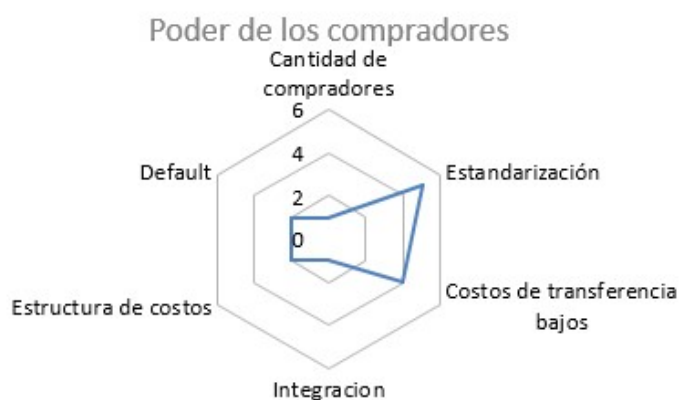 Poder de los compradores
Cantidad de
compradores
6
4
2
0
Default
Estandarización
Estructura de costos
Costos de transferencia
bajos
Integracion